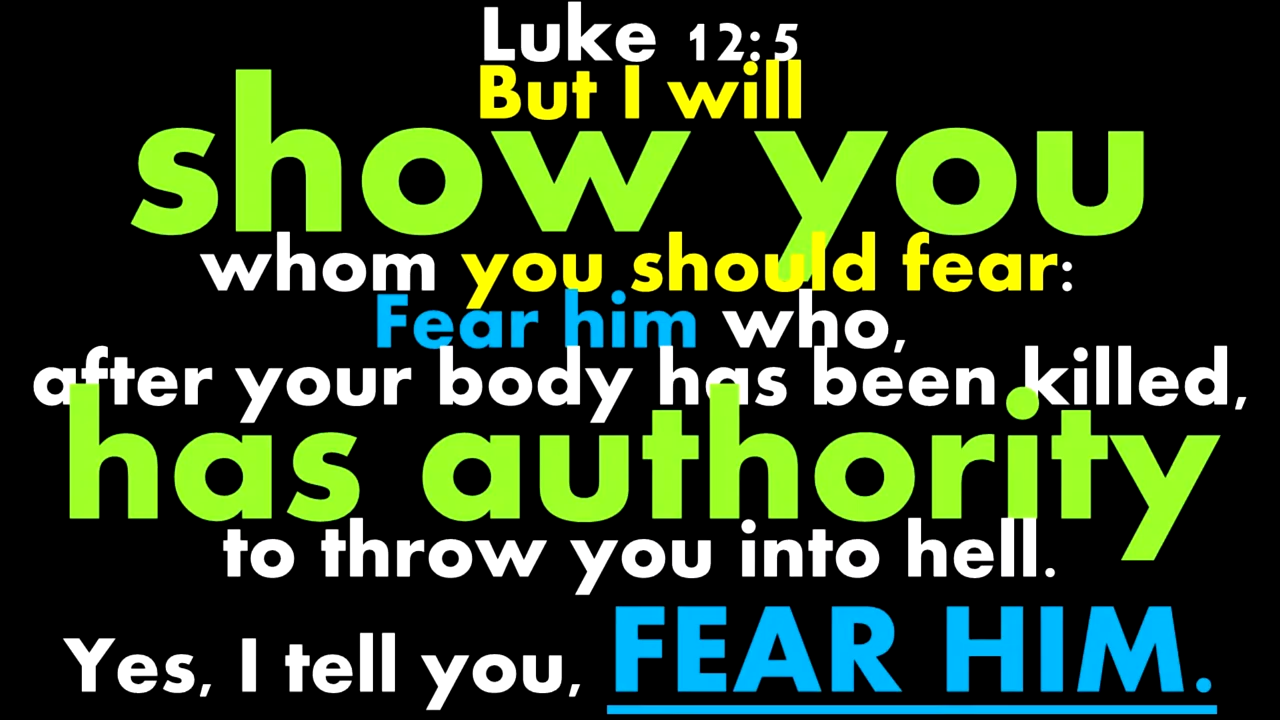 Luke 12:5
But I will
show you
whom you should fear:
Fear him who,
after your body has been killed,
has authority
to throw you into hell.
Yes, I tell you, FEAR HIM.